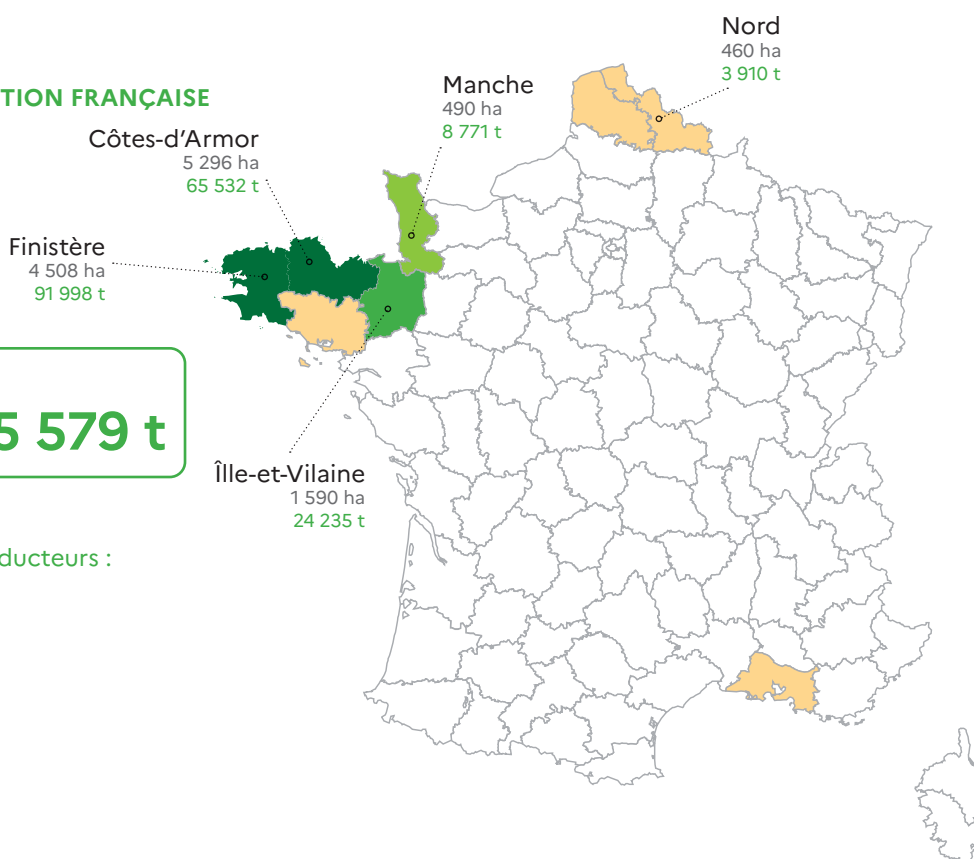 Nord
460 ha
3 910 t
Manche
490 ha
8 771 t
TION FRANÇAISE
Côtes-d'Armor
5 296 ha
65 532 t
Finistère
4 508 ha
91 998 t
5 579 t
Îlle-et-Vilaine
1 590 ha
24 235 t
ducteurs :